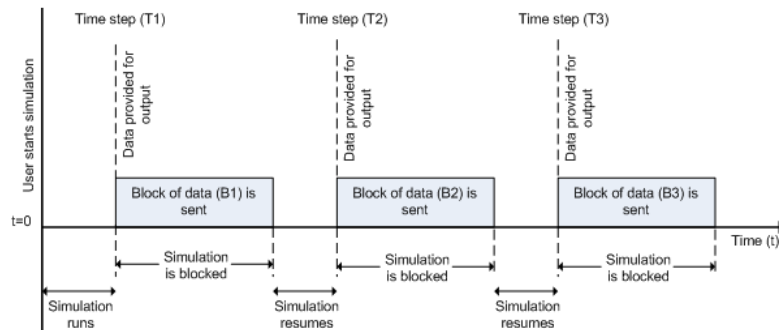 Time step (T1)
Time step (T2)
Time step (T3)
User starts simulation
Data provided for
output
Data provided for
output
Data provided for
output
Block of data (B1) is
sent
Block of data (B2) is
sent
Block of data (B3) is
sent
t=0
Time (t)
Simulation
is blocked
Simulation
is blocked
Simulation
is blocked
Simulation
runs
Simulation
resumes
Simulation
resumes